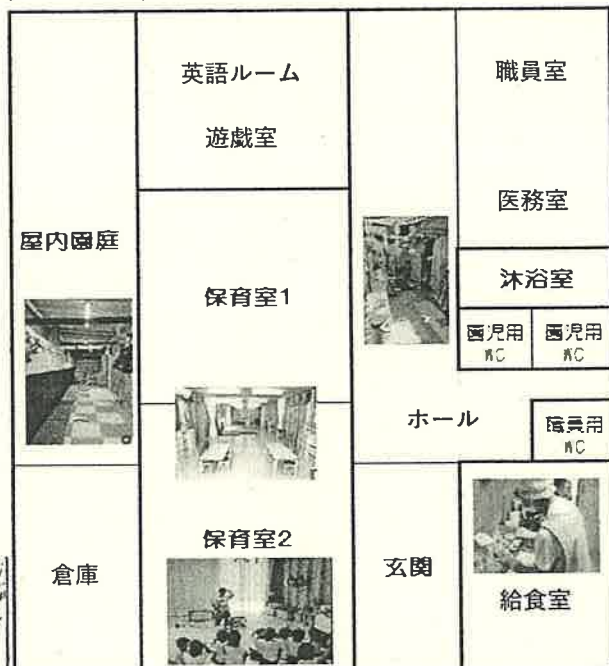 英語ルーム
遊戯室
職員室
医務室
屋内園庭
保育室1
沐浴室
園児用
WC
園児用
WC
ホール
職員用
WC
倉庫
保育室2
玄関
給食室